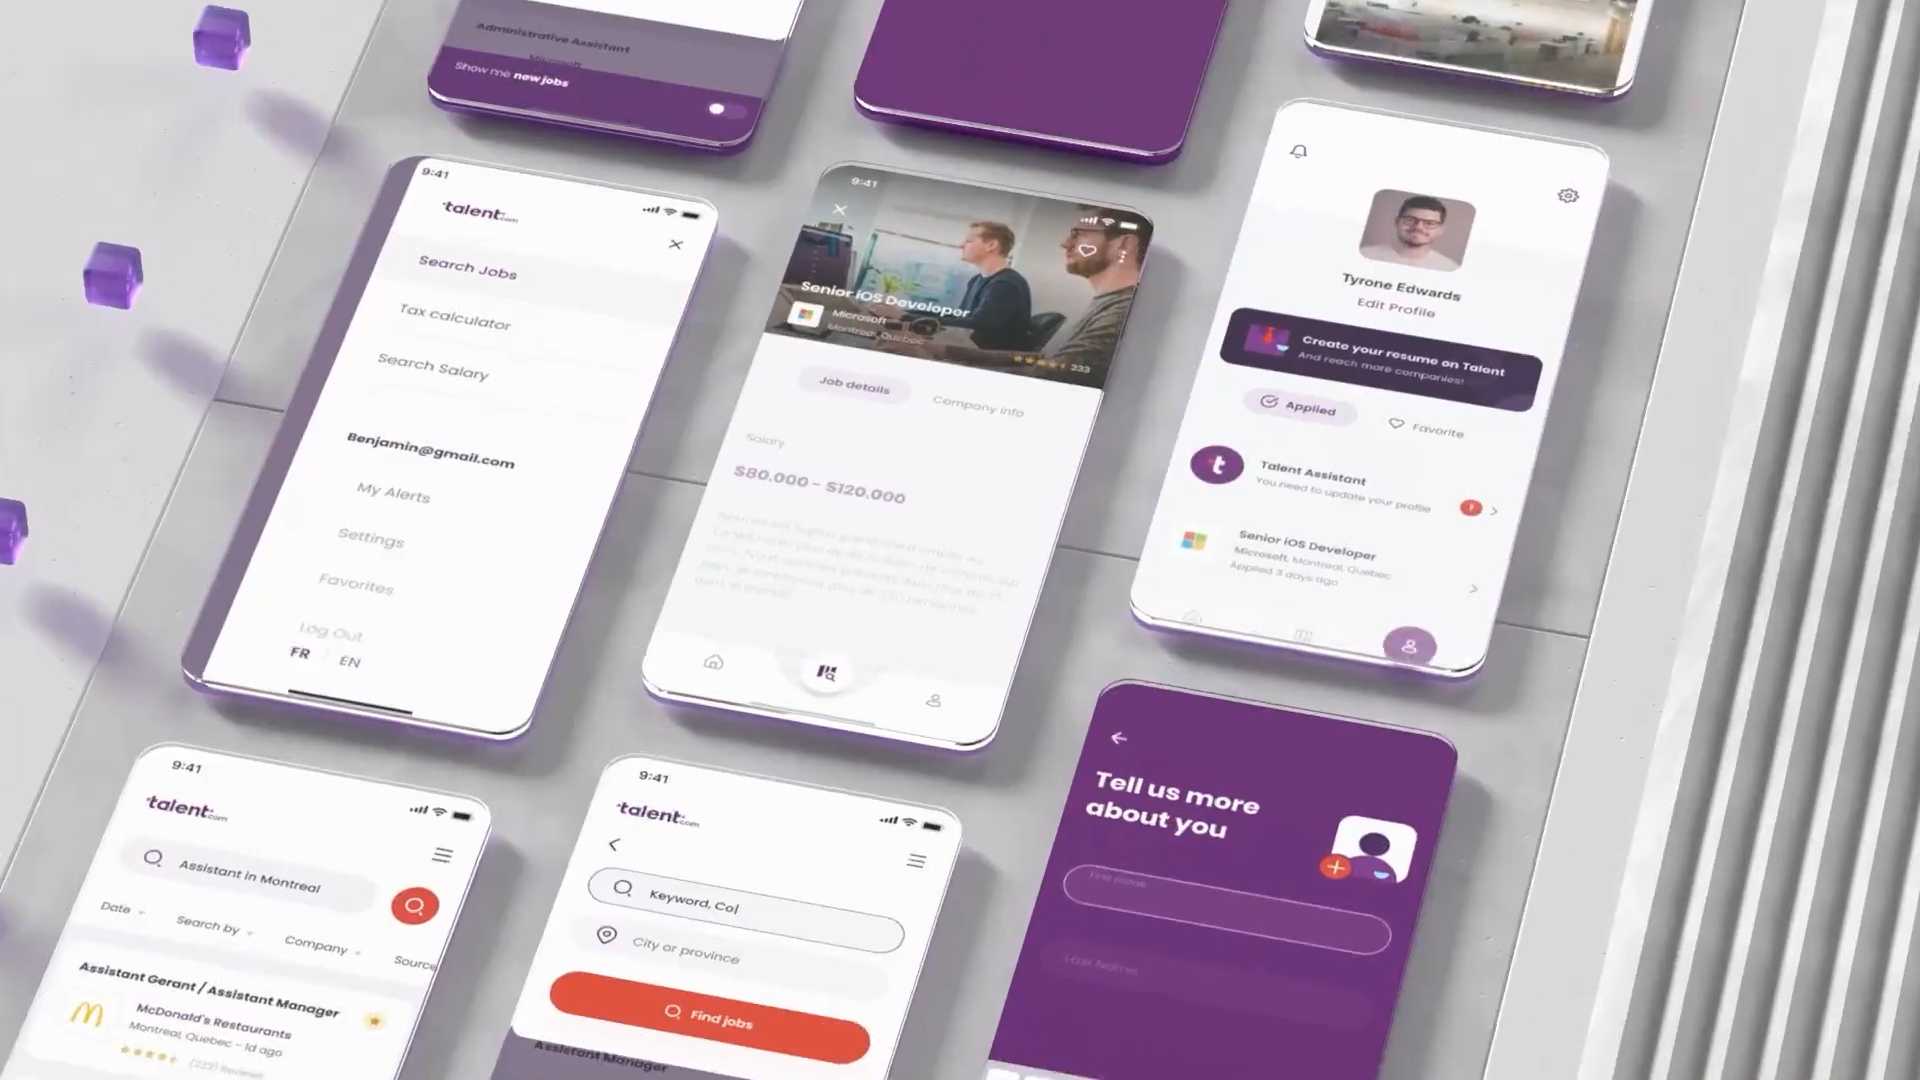 Administrative Assistant
Microsoft
Show me new jobs
9:41
talent.com
Search Jobs
Tax calculator
Search Salary
Benjamin@gmail.com
My Alerts
Settings
Favorites
Log Out
FR
EN
9:41
Senior iOS Developer
Microsoft
Montreal, Quebec
233
Job details
Company info
Salary
$80.000 - $120.000
Tyrone Edwards
Edit Profile
Create your resume on Talent
And reach more companies!
Applied
Favorite
t
Talent Assistant
You need to update your profile
Senior iOS Developer
Microsoft, Montreal, Quebec
Applied 3 days ago
9:41
talent.com
Assistant in Montreal
Date
Search by
Company
Source
Assistant Gerant / Assistant Manager
McDonald's Restaurants
Montreal, Quebec - 1d ago
9:41
talent.com
Keyword, Co
City or province
Find jobs
Assistant Manager
Tell us more
about you
First name
Last Name